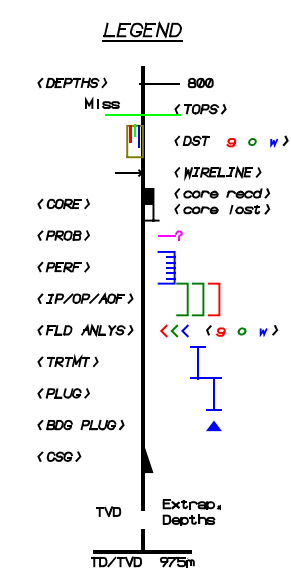 LEGEND
<DEPTHS> 800
Miss <TOPS>
<DST g o w>
<WIRELINE>
<core recd>
<CORE> <core lost>
<PROB> ?
<PERF>
<IP/OP/AOF>
<FLD ANLYS> <<< <g o w>
<TRTMT>
<PLUG>
<BDG PLUG>
<CSG>
TVD Extrap.
Depths
TD/TVD 975m